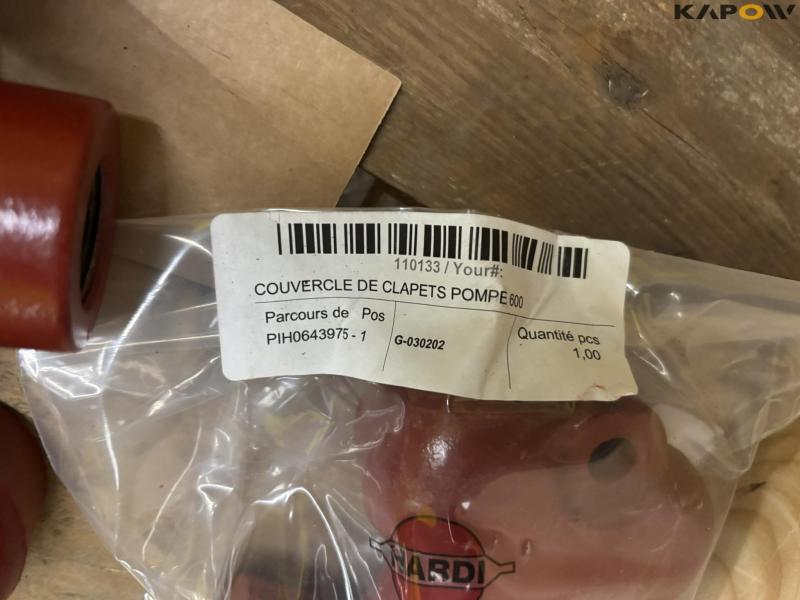 KAPOW
110133 / Your#:
COUVERCLE DE CLAPETS POMPE 600
Parcours de Pos
PIH0643975 - 1
G-030202
Quantité pcs
1,00
HARDI